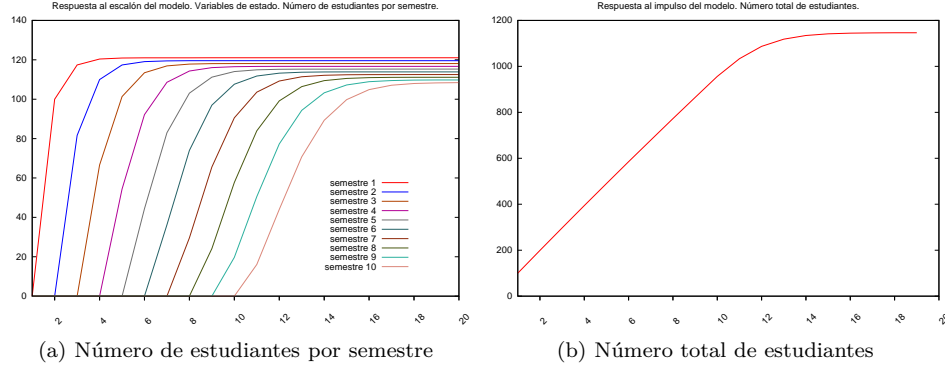 Respuesta al escalón del modelo. Variables de estado. Número de estudiantes por semestre.
140
120
100
80
60
40
20
0
semestre 1
semestre 2
semestre 3
semestre 4
semestre 5
semestre 6
semestre 7
semestre 8
semestre 9
semestre 10
2
4
6
8
10
12
14
16
18
20
(a) Número de estudiantes por semestre
Respuesta al impulso del modelo. Número total de estudiantes.
1200
1000
800
600
400
200
0
2
4
6
8
10
12
14
16
18
20
(b) Número total de estudiantes